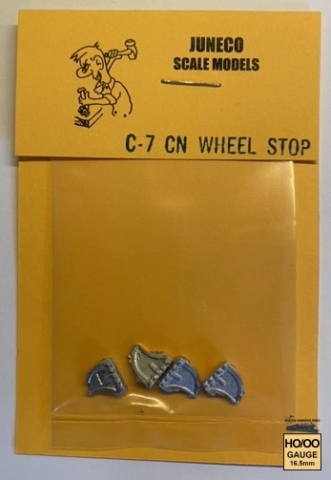 JUNECO
SCALE MODELS
C-7 CN WHEEL STOP
HO/OO
GAUGE
16.5mm